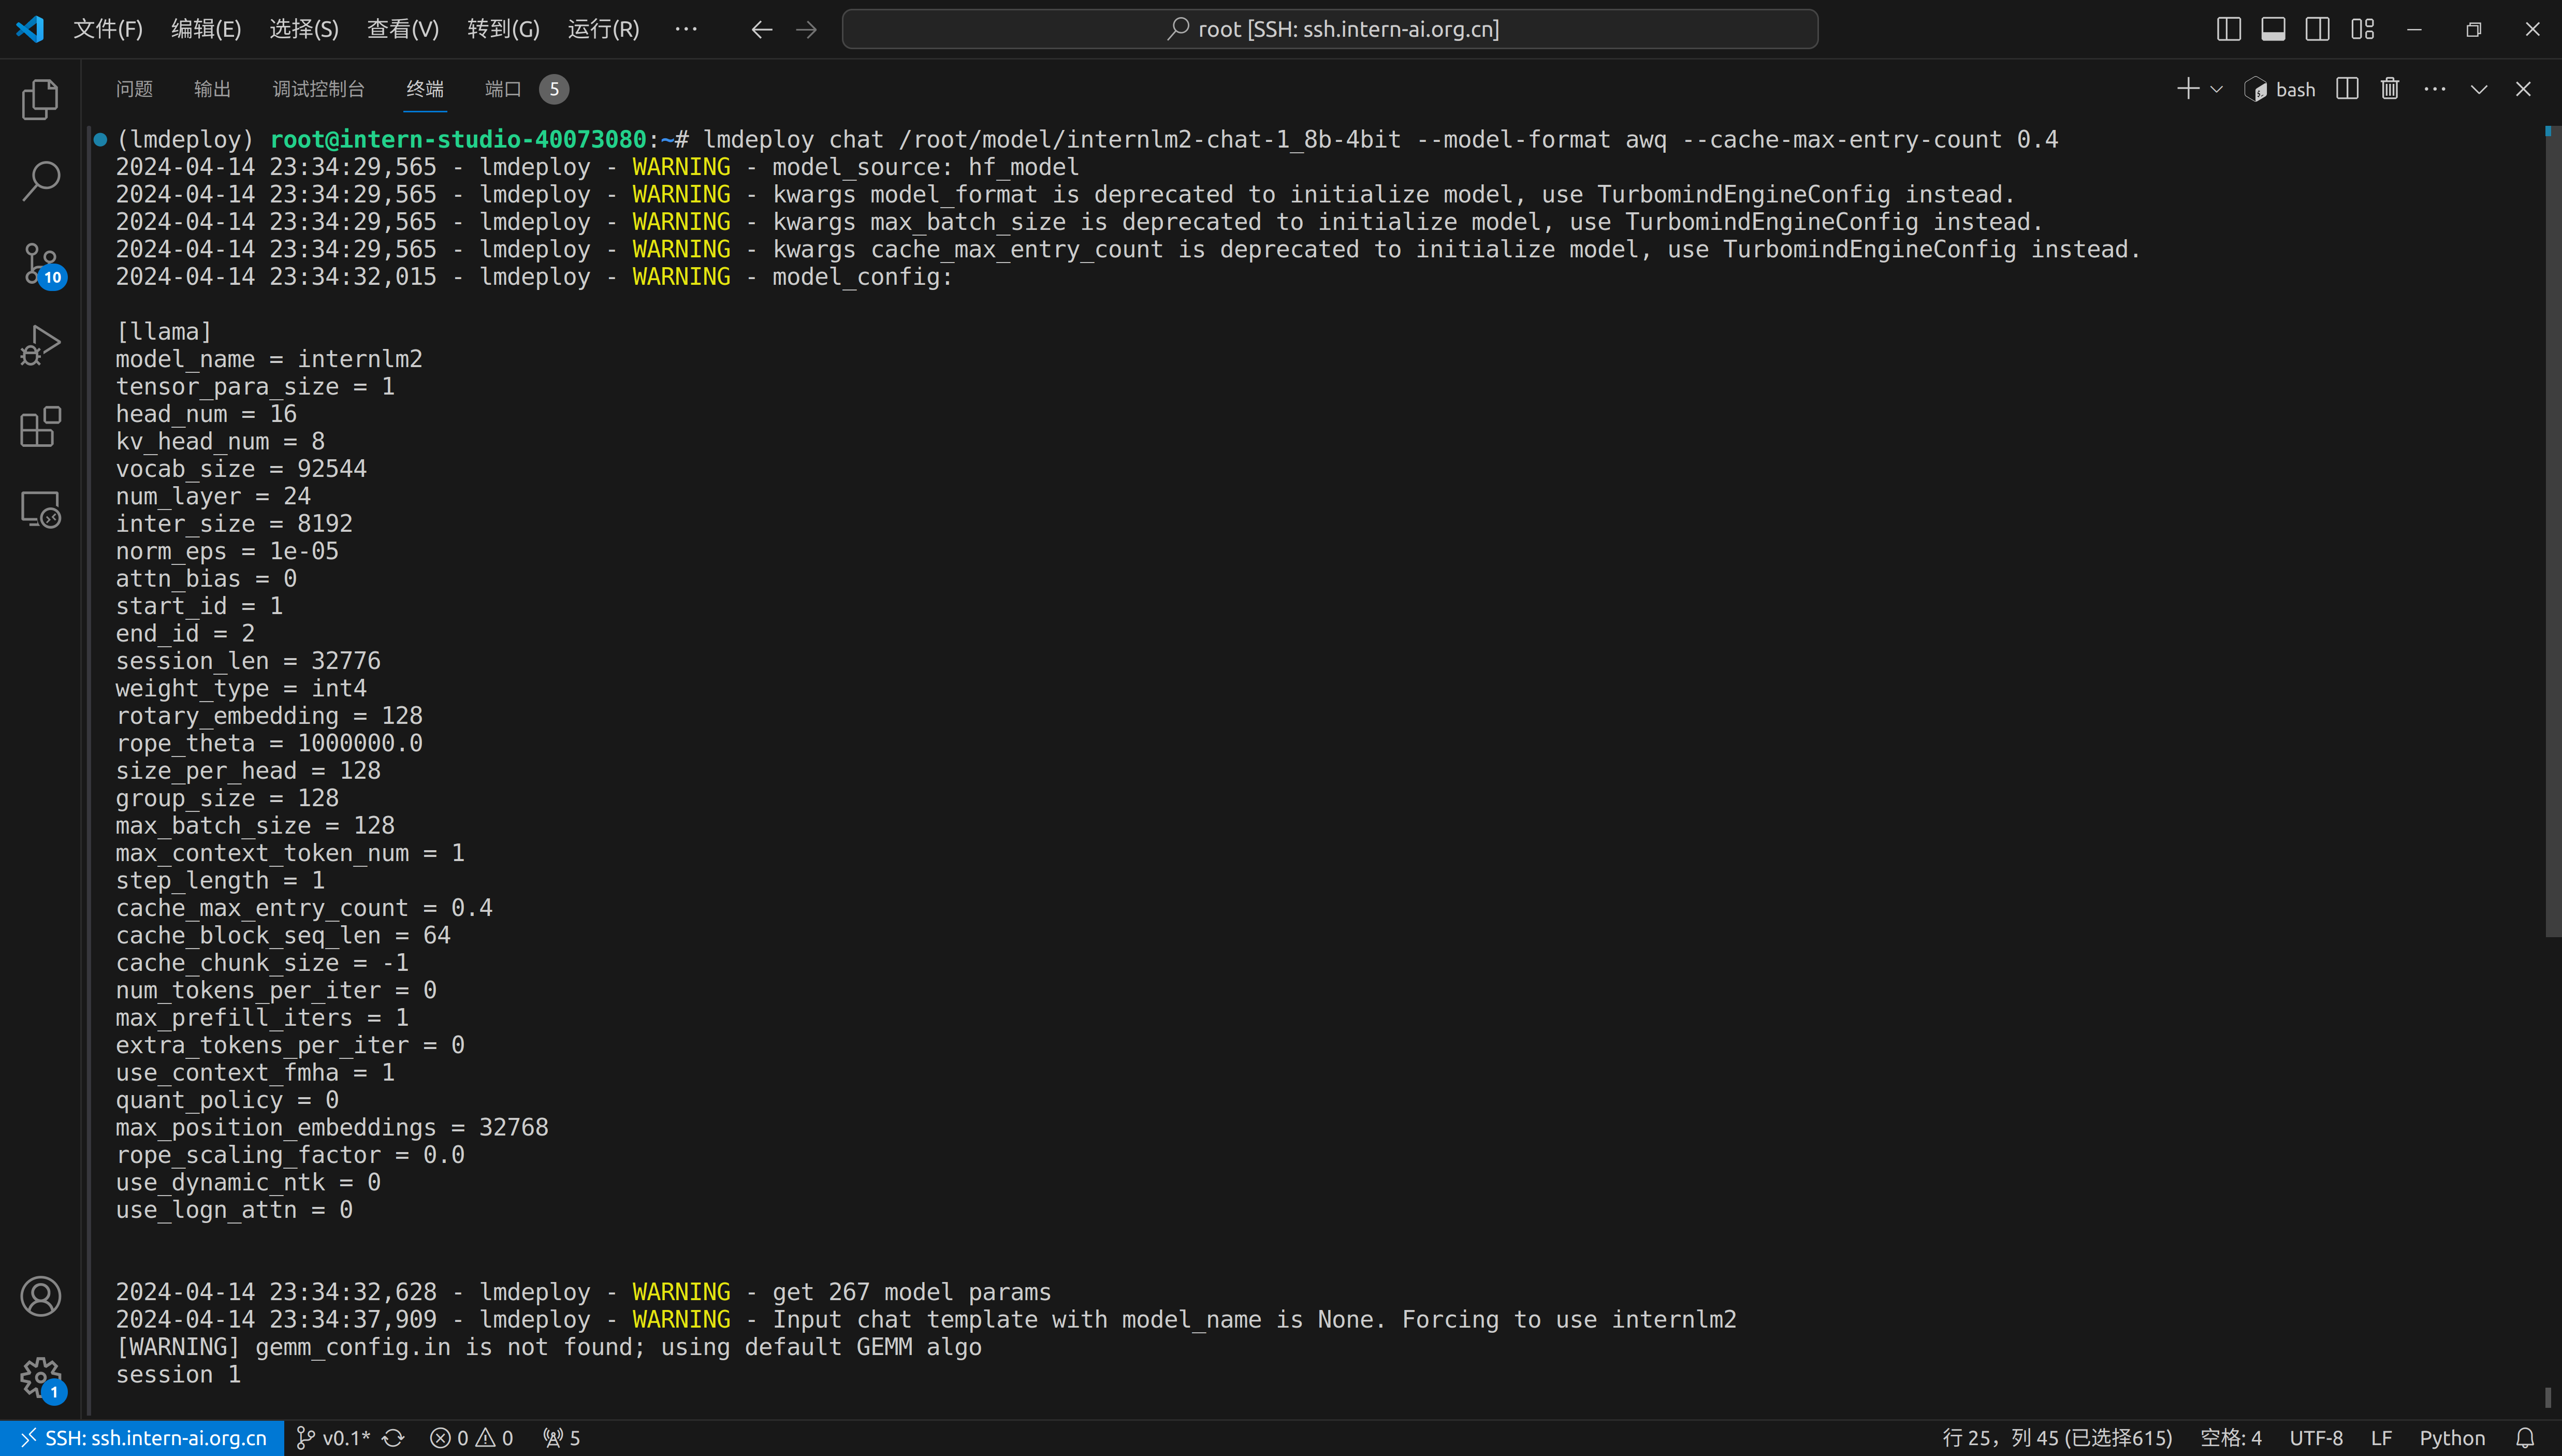 文件(F) 编辑(E) 选择(S) 查看(V) 转到(G) 运行(R) ··· root [SSH: ssh.intern-ai.org.cn]
问题 输出 调试控制台 终端 端口 5 bash
(lmdeploy) root@intern-studio-40073080:~# lmdeploy chat /root/model/internlm2-chat-1_8b-4bit --model-format awq --cache-max-entry-count 0.4
2024-04-14 23:34:29,565 - lmdeploy - WARNING - model_source: hf_model
2024-04-14 23:34:29,565 - lmdeploy - WARNING - kwargs model_format is deprecated to initialize model, use TurbomindEngineConfig instead.
2024-04-14 23:34:29,565 - lmdeploy - WARNING - kwargs max_batch_size is deprecated to initialize model, use TurbomindEngineConfig instead.
2024-04-14 23:34:29,565 - lmdeploy - WARNING - kwargs cache_max_entry_count is deprecated to initialize model, use TurbomindEngineConfig instead.
2024-04-14 23:34:32,015 - lmdeploy - WARNING - model_config:
[llama]
model_name = internlm2
tensor_para_size = 1
head_num = 16
kv_head_num = 8
vocab_size = 92544
num_layer = 24
inter_size = 8192
norm_eps = 1e-05
attn_bias = 0
start_id = 1
end_id = 2
session_len = 32776
weight_type = int4
rotary_embedding = 128
rope_theta = 1000000.0
size_per_head = 128
group_size = 128
max_batch_size = 128
max_context_token_num = 1
step_length = 1
cache_max_entry_count = 0.4
cache_block_seq_len = 64
cache_chunk_size = -1
num_tokens_per_iter = 0
max_prefill_iters = 1
extra_tokens_per_iter = 0
use_context_fmha = 1
quant_policy = 0
max_position_embeddings = 32768
rope_scaling_factor = 0.0
use_dynamic_ntk = 0
use_logn_attn = 0
2024-04-14 23:34:32,628 - lmdeploy - WARNING - get 267 model params
2024-04-14 23:34:37,909 - lmdeploy - WARNING - Input chat template with model_name is None. Forcing to use internlm2
[WARNING] gemm_config.in is not found; using default GEMM algo
session 1
10
1
SSH: ssh.intern-ai.org.cn v0.1* 0 0 5 行 25，列 45 (已选择615) 空格: 4 UTF-8 LF Python